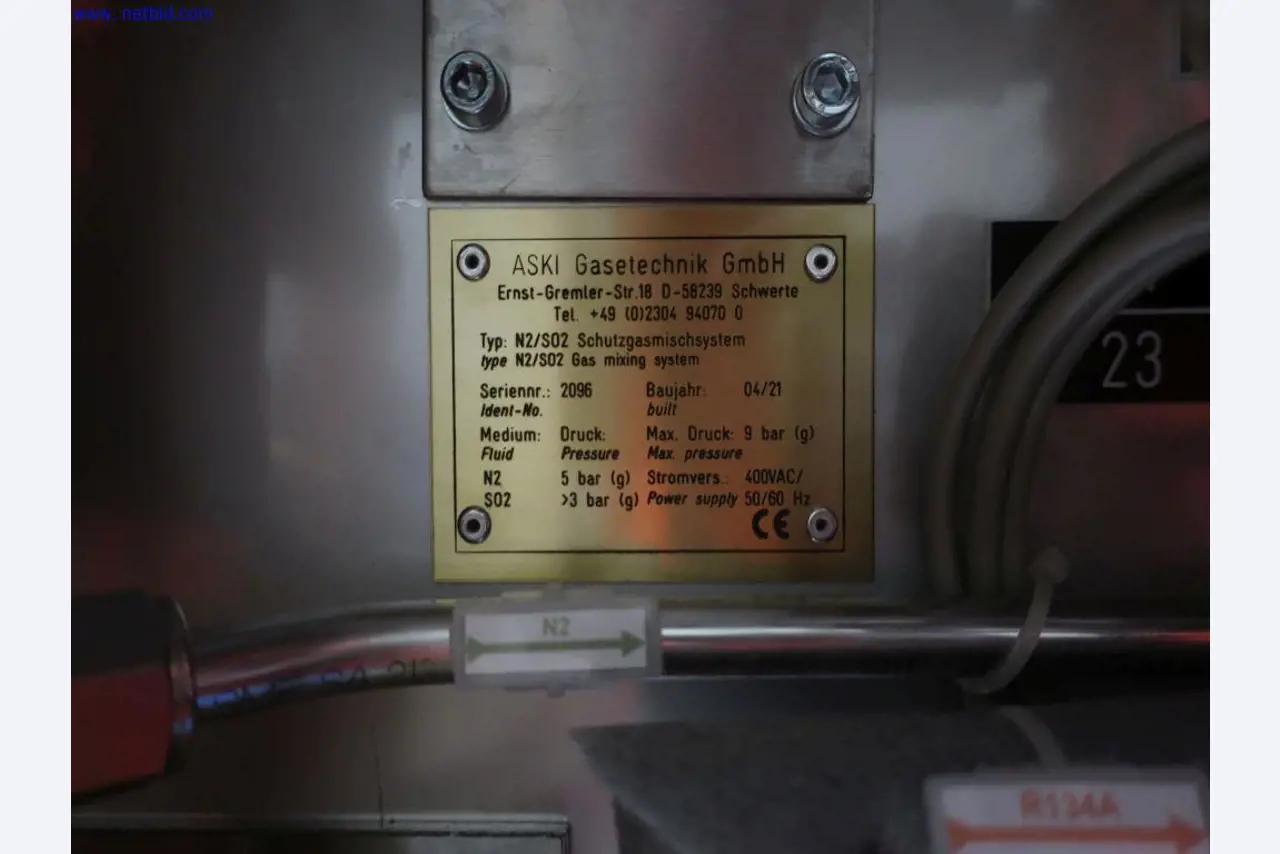 www. netbid.com
ASKI Gasetechnik GmbH
Ernst-Gremler-Str.18 D-58239 Schwerte
Tel. +49 (0)2304 94070 0
Typ: N2/SO2 Schutzgasmischsystem
type N2/SO2 Gas mixing system
Seriennr.: 2096 Baujahr: 04/21
Ident-No. built
Medium: Druck: Max. Druck: 9 bar (g)
Fluid Pressure Max. pressure
N2 5 bar (g) Stromvers.: 400VAC/
SO2 >3 bar (g) Power supply 50/60 Hz
CE
23
N2
R134A